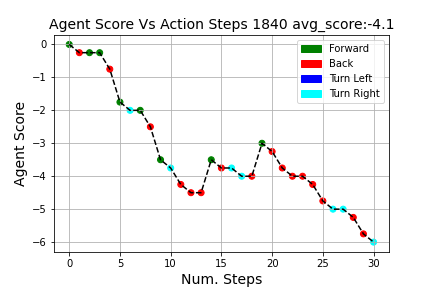 Agent Score Vs Action Steps 1840 avg_score:-4.1
Forward
Back
Turn Left
Turn Right
Agent Score
0
−1
−2
−3
−4
−5
−6
0 5 10 15 20 25 30
Num. Steps